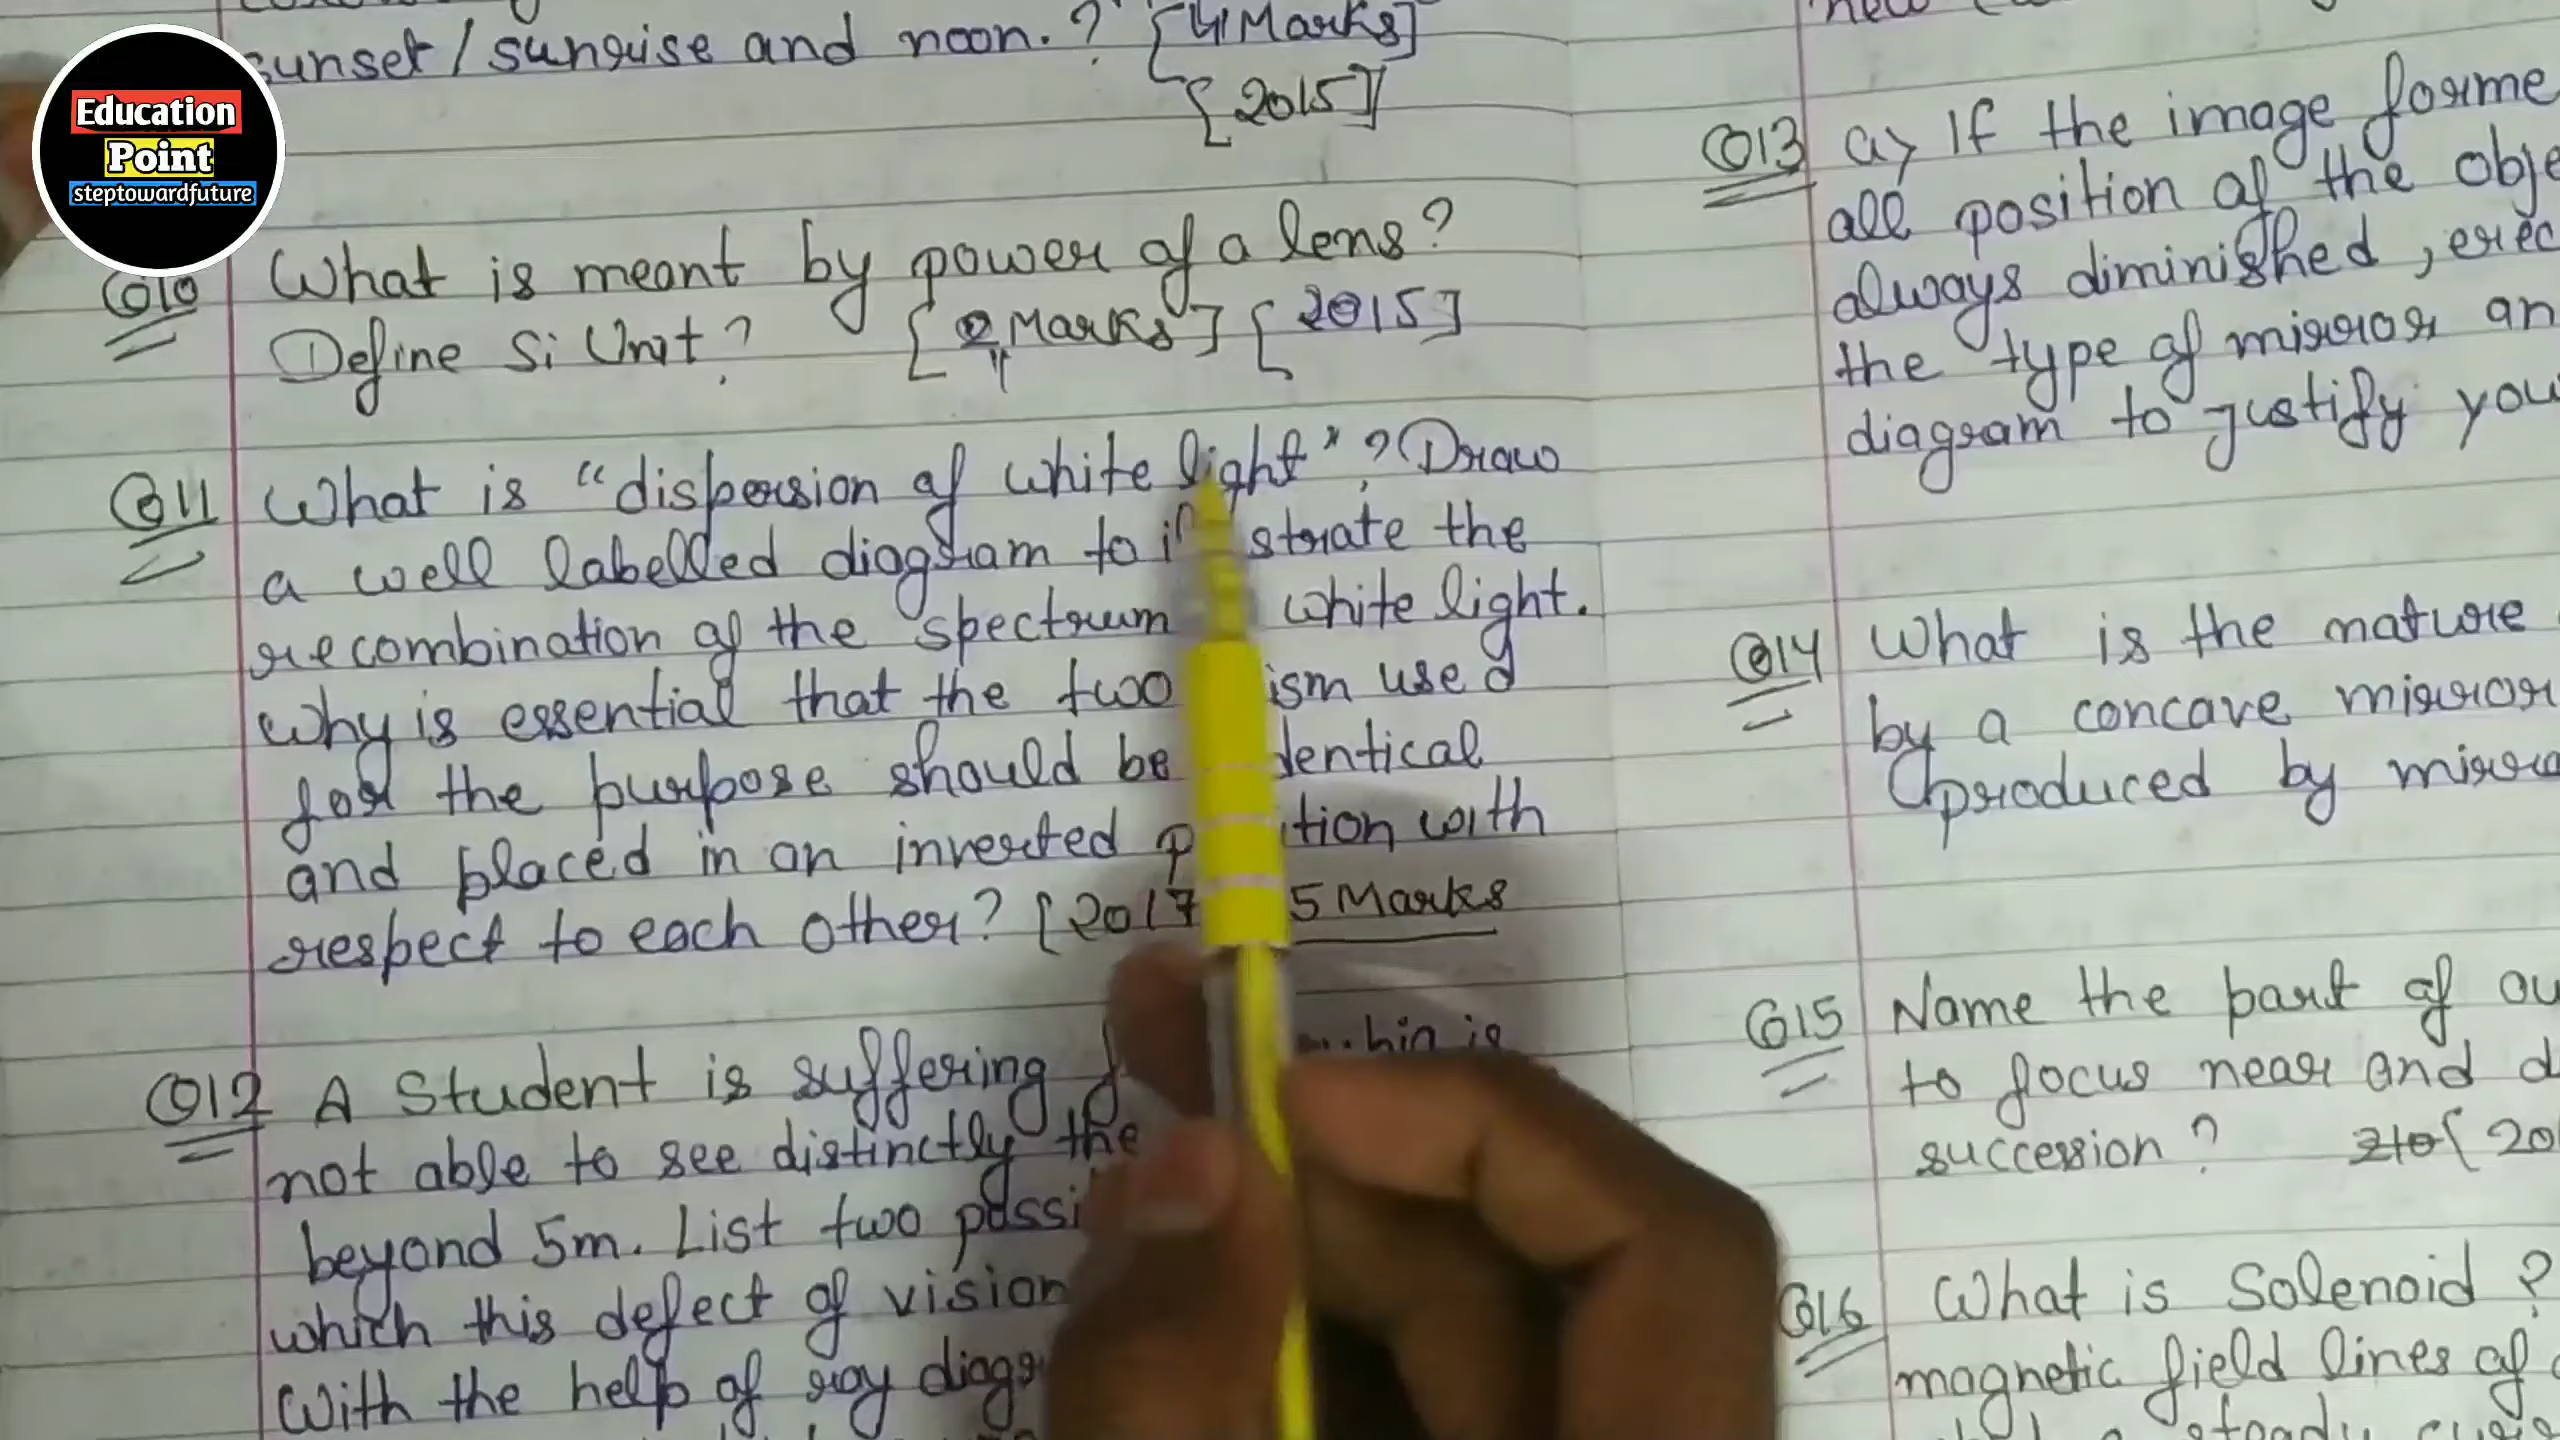 Education
Point
steptowardfuture
sunset/sunrise and noon.? [4 Marks]
[2015]
Q10 What is meant by power of a lens?
Define Si Unit? [2 Marks] [2015]
Q11 What is "dispersion of white light"? Draw
a well labelled diagram to strate the
recombination of the spectrum white light.
Why is essential that the two ism used
for the purpose should be dentical
and placed in an inverted p ition with
respect to each other? [2017 5 Marks
Q12 A Student is suffering
not able to see distinctly the
beyond 5m. List two possi
which this defect of vision
With the help of ray diagr
Q13 a) If the image forme
all position of the obje
always diminished, erec
the type of mirror an
diagram to justify you
Q14 What is the nature
by a concave mirror
produced by mirro
Q15 Name the part of ou
to focus near and d
succession? [20
Q16 What is Solenoid?
magnetic field lines of